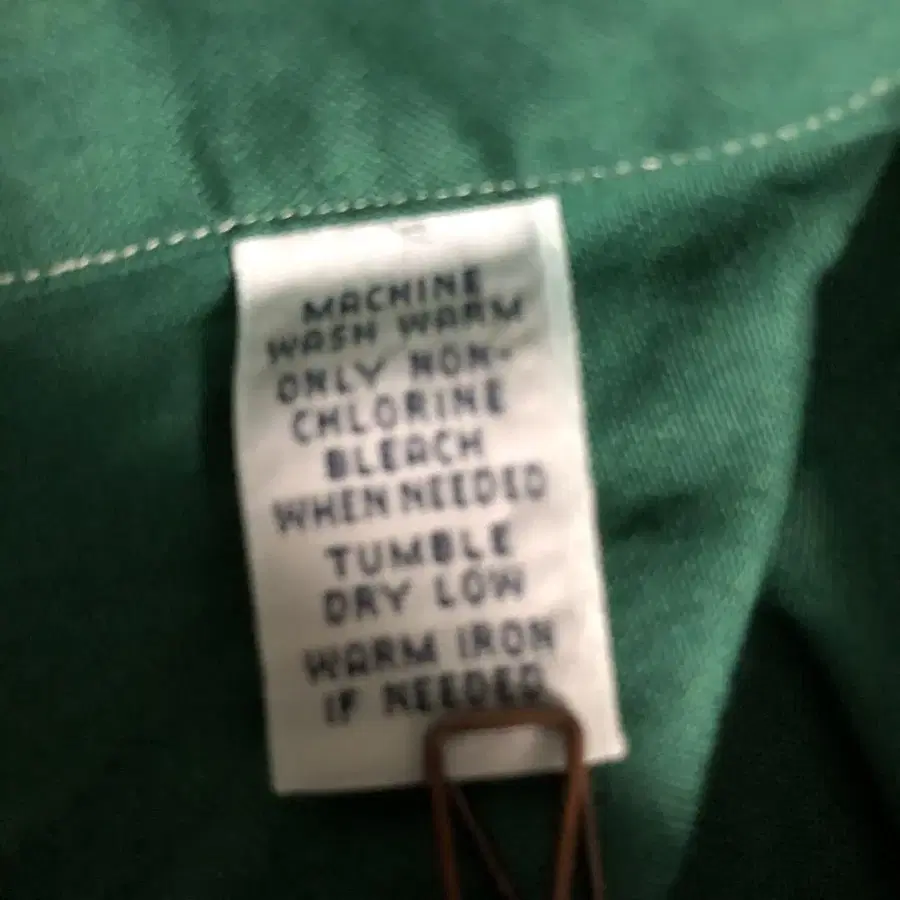 MACHINE
WASH WARM
ONLY NON-
CHLORINE
BLEACH
WHEN NEEDED
TUMBLE
DRY LOW
WARM IRON
IF NEEDED